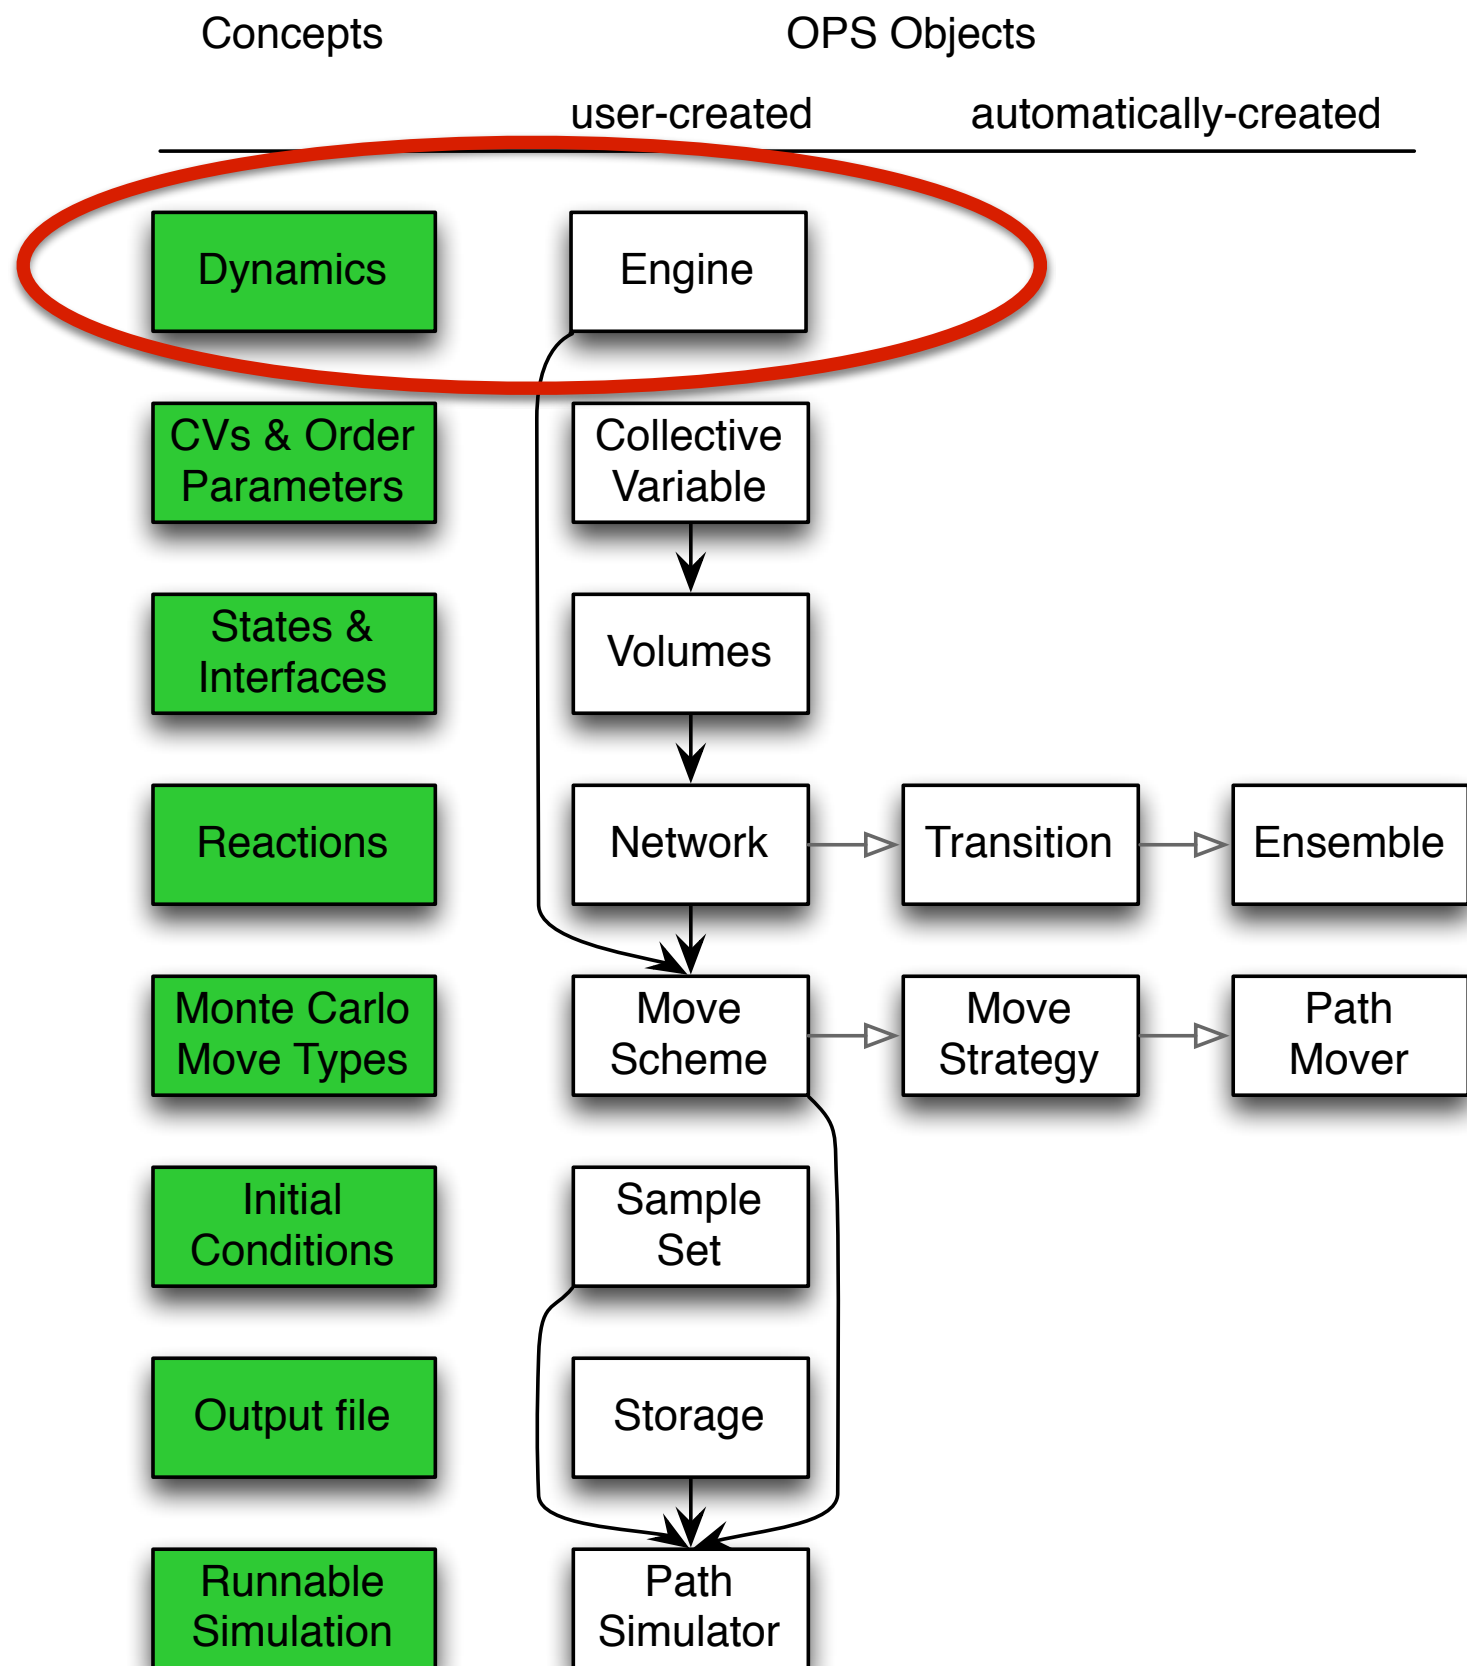 Concepts
OPS Objects
user-created
automatically-created
Dynamics
Engine
CVs & Order
Parameters
Collective
Variable
States &
Interfaces
Volumes
Reactions
Network
Transition
Ensemble
Monte Carlo
Move Types
Move
Scheme
Move
Strategy
Path
Mover
Initial
Conditions
Sample
Set
Output file
Storage
Runnable
Simulation
Path
Simulator